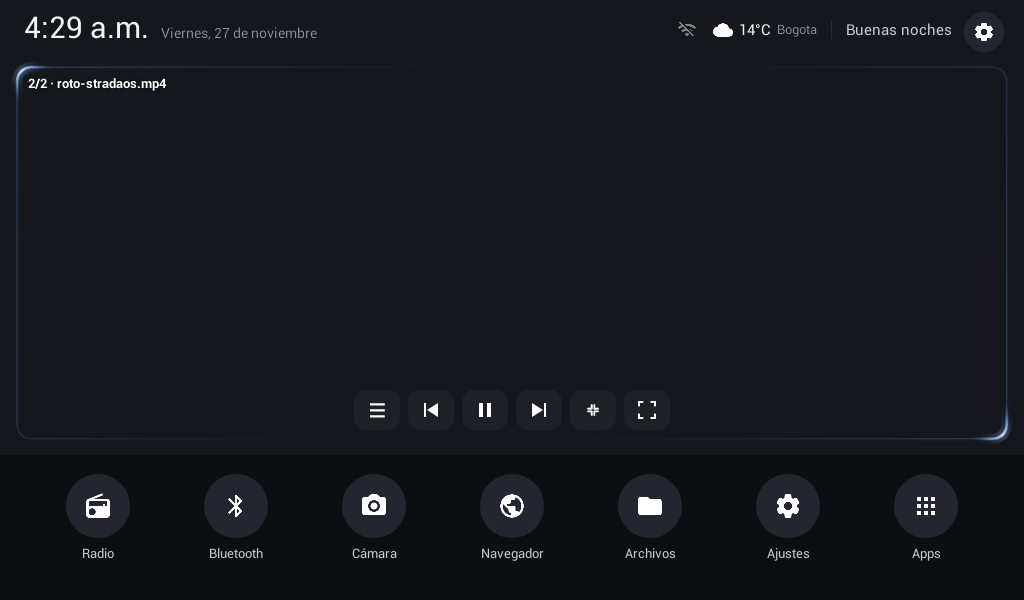 4:29 a.m.
Viernes, 27 de noviembre
14°C Bogota
Buenas noches
2/2 · roto-stradaos.mp4
Radio
Bluetooth
Cámara
Navegador
Archivos
Ajustes
Apps